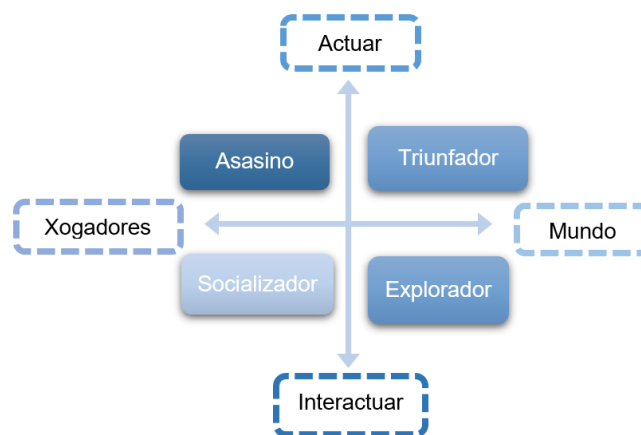 Actuar
Asasino
Triunfador
Xogadores
Mundo
Socializador
Explorador
Interactuar